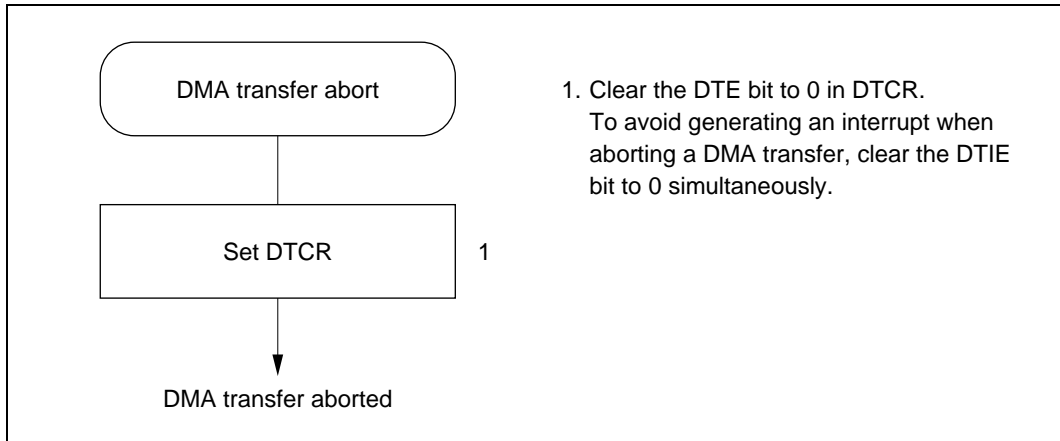 DMA transfer abort
1. Clear the DTE bit to 0 in DTCR.
To avoid generating an interrupt when
aborting a DMA transfer, clear the DTIE
bit to 0 simultaneously.
Set DTCR
1
DMA transfer aborted